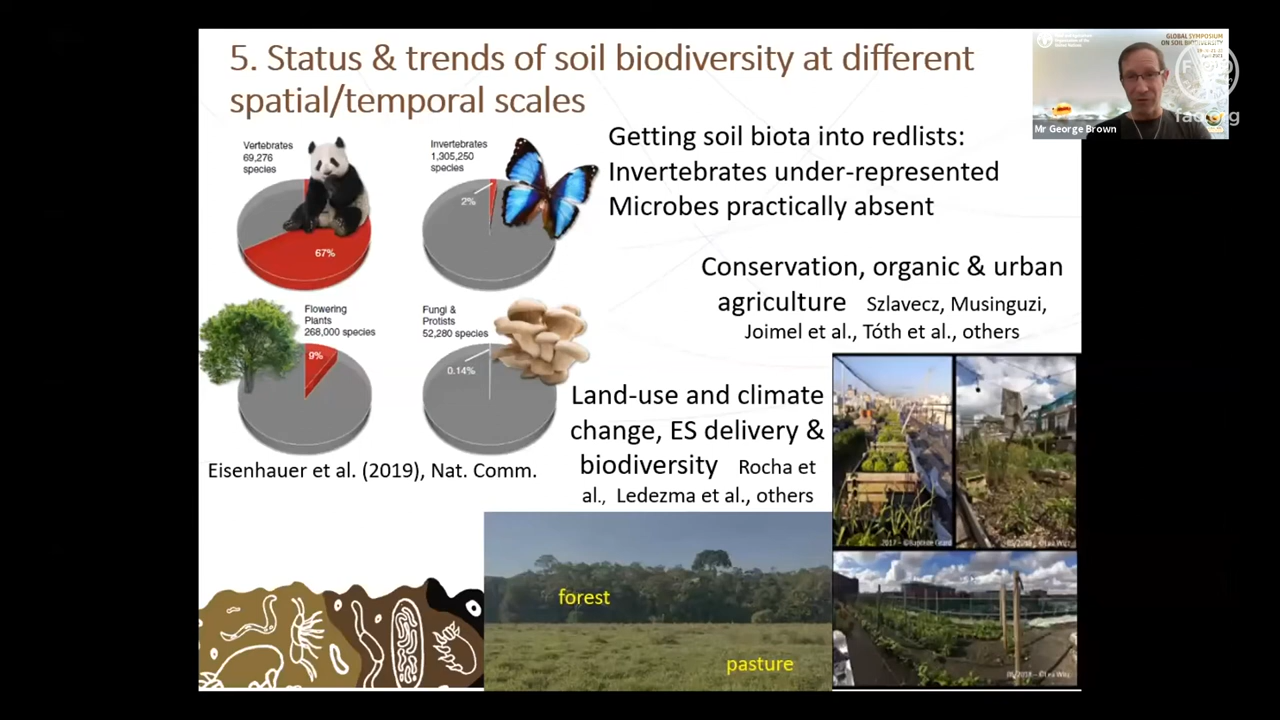 5. Status & trends of soil biodiversity at different
spatial/temporal scales
GLOBAL SYMPOSIUM
ON SOIL BIODIVERSITY
fao.org
Mr George Brown
Vertebrates
69,276
species
67%
Invertebrates
1,305,250
species
2%
Getting soil biota into redlists:
Invertebrates under-represented
Microbes practically absent
Conservation, organic & urban
agriculture Szlavecz, Musinguzi,
Joimel et al., Tóth et al., others
Flowering
Plants
268,000 species
9%
Fungi &
Protists
52,280 species
0.14%
Eisenhauer et al. (2019), Nat. Comm.
Land-use and climate
change, ES delivery &
biodiversity Rocha et
al., Ledezma et al., others
forest
pasture